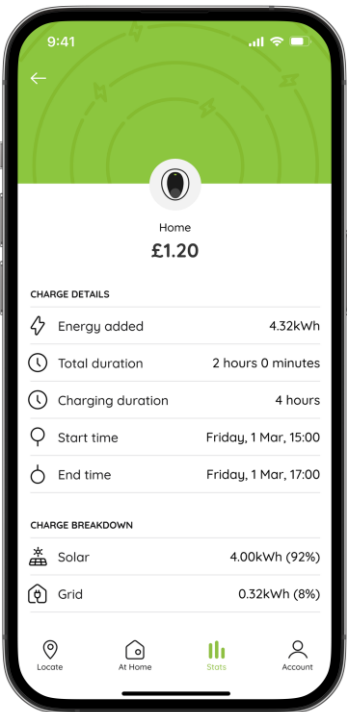 9:41
Home
£1.20
CHARGE DETAILS
Energy added 4.32kWh
Total duration 2 hours 0 minutes
Charging duration 4 hours
Start time Friday, 1 Mar, 15:00
End time Friday, 1 Mar, 17:00
CHARGE BREAKDOWN
Solar 4.00kWh (92%)
Grid 0.32kWh (8%)
Locate At Home Stats Account